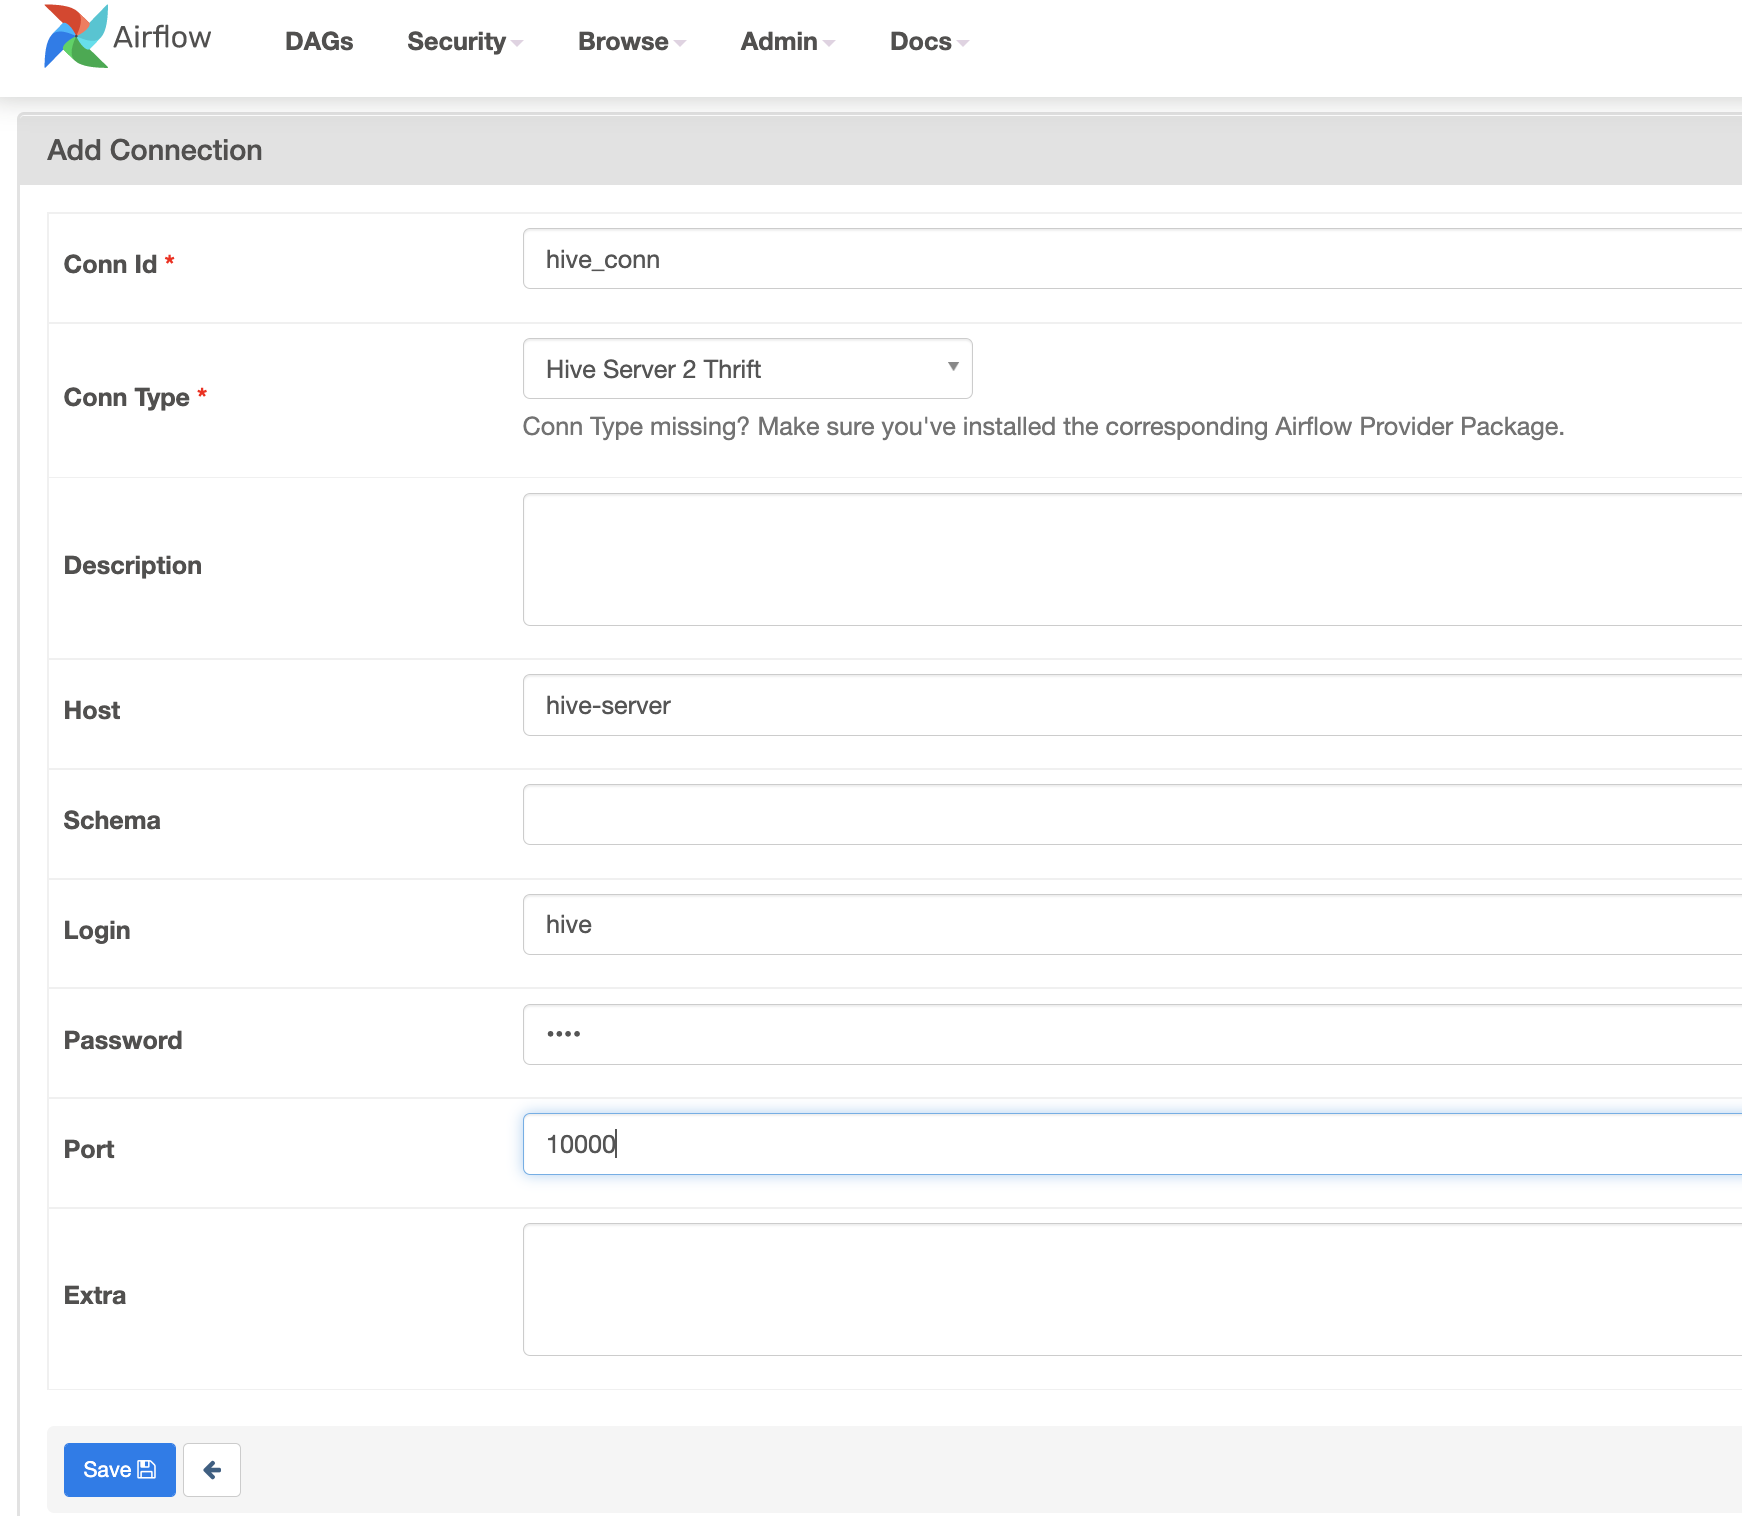 Airflow DAGs Security Browse Admin Docs
Add Connection
Conn Id * hive_conn
Conn Type * Hive Server 2 Thrift
Conn Type missing? Make sure you've installed the corresponding Airflow Provider Package.
Description
Host hive-server
Schema
Login hive
Password ••••
Port 10000
Extra
Save